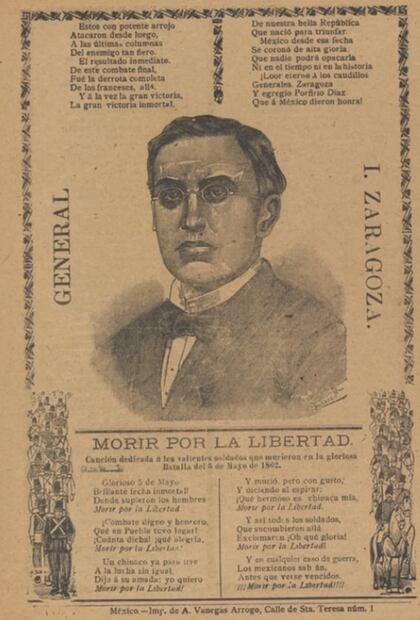 Estos con potente arrojo
Atacaron desde luego,
A las últimas columnas
Del enemigo tan fiero.
El resultado inmediato.
De este combate final,
Fué la derrota completa
De los franceses, allá.
Y á la vez la gran victoria,
La gran victoria inmortal.
De nuestra bella República
Que nació para triunfar.
México desde esa fecha
Se coronó de alta gloria
Que nadie podrá opacarla
Ni en el tiempo ni en la historia
¡Loor eterno á los caudillos
Generales, Zaragoza
Y egregio Porfirio Díaz
Que á México dieron honra!
GENERAL
I. ZARAGOZA.
MORIR POR LA LIBERTAD.
Canción dedicada á los valientes soldados que murieron en la gloriosa
Batalla del 5 de Mayo de 1862.
Glorioso 5 de Mayo
Brillante fecha inmortal!
Donde supieron los hombres
Morir por la Libertad
¡Combate digno y honroso,
Qué en Puebla tuvo lugar!
¡Cuánta dicha! ¡qué alegría,
Morir por la Libertad!
Un chinaco ya para irse
A la lucha sin igual,
Dijo á su amada: yo quiero
Morir por la Libertad!
Y murió, pero con gusto;
Y diciendo al espirar:
¡Qué hermoso es chinaca mía,
Morir por la Libertad.
Y así todos los soldados,
Que sucumbieron allá
Exclamaron ¡Oh qué gloria!
Morir por la Libertad!
Y en cualquier caso de guerra,
Los mexicanos sabrán,
Antes que verse vencidos.
!!!Morir por la Libertad!!!!
México.—Imp. de A. Vanegas Arroyo, Calle de Sta. Teresa núm. 1